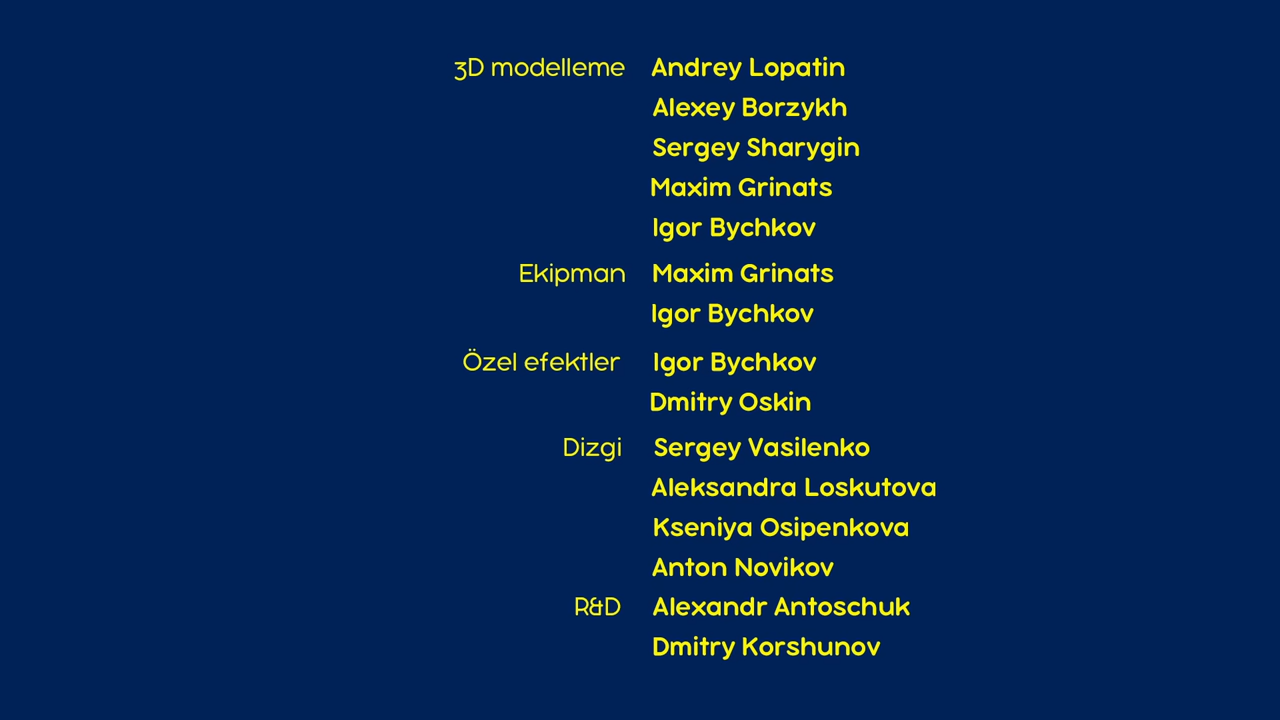 3D modelleme Andrey Lopatin
Alexey Borzykh
Sergey Sharygin
Maxim Grinats
Igor Bychkov
Ekipman Maxim Grinats
Igor Bychkov
Özel efektler Igor Bychkov
Dmitry Oskin
Dizgi Sergey Vasilenko
Aleksandra Loskutova
Kseniya Osipenkova
Anton Novikov
R&D Alexandr Antoschuk
Dmitry Korshunov